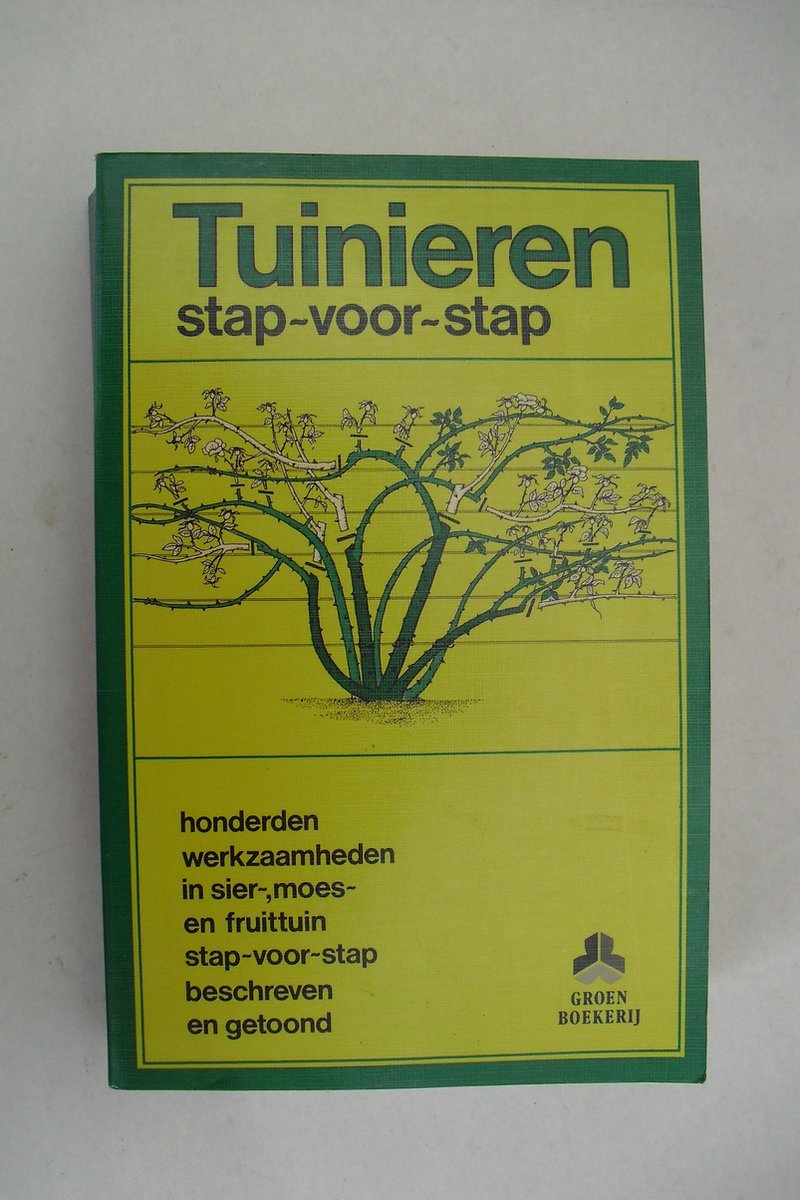 Tuinieren
stap-voor-stap
honderden
werkzaamheden
in sier-,moes-
en fruittuin
stap-voor-stap
beschreven
en getoond
GROEN
BOEKERIJ